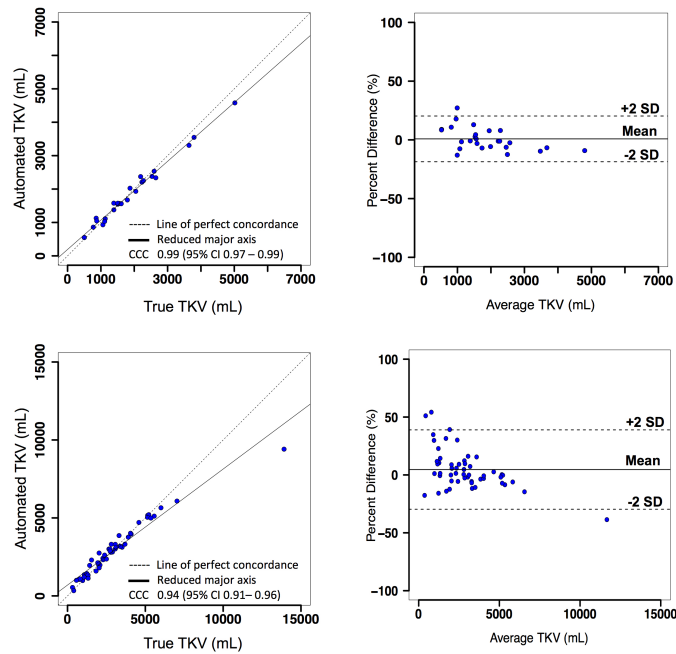 Automated TKV (mL)
7000
5000
3000
1000
0
Line of perfect concordance
Reduced major axis
CCC 0.99 (95% CI 0.97 – 0.99)
0 1000 3000 5000 7000
True TKV (mL)
Percent Difference (%)
100
50
0
−50
−100
+2 SD
Mean
-2 SD
0 1000 3000 5000 7000
Average TKV (mL)
Automated TKV (mL)
15000
10000
5000
0
Line of perfect concordance
Reduced major axis
CCC 0.94 (95% CI 0.91– 0.96)
0 5000 10000 15000
True TKV (mL)
Percent Difference (%)
100
50
0
−50
−100
+2 SD
Mean
-2 SD
0 5000 10000 15000
Average TKV (mL)